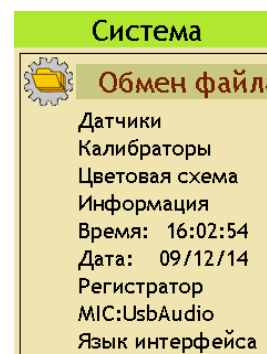 Система
Обмен файла
Датчики
Калибраторы
Цветовая схема
Информация
Время: 16:02:54
Дата: 09/12/14
Регистратор
MIC:UsbAudio
Язык интерфейса